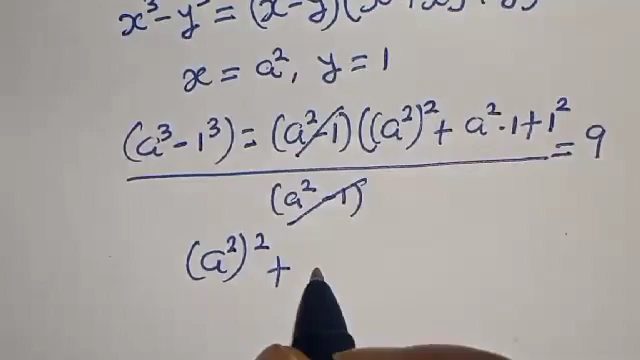 x³ - y³ = (x - y)(x² + xy + y²)
x = a², y = 1
(a³ - 1³) = (a² - 1)((a²)² + a² · 1 + 1² = 9
(a² - 1)
(a²)² +